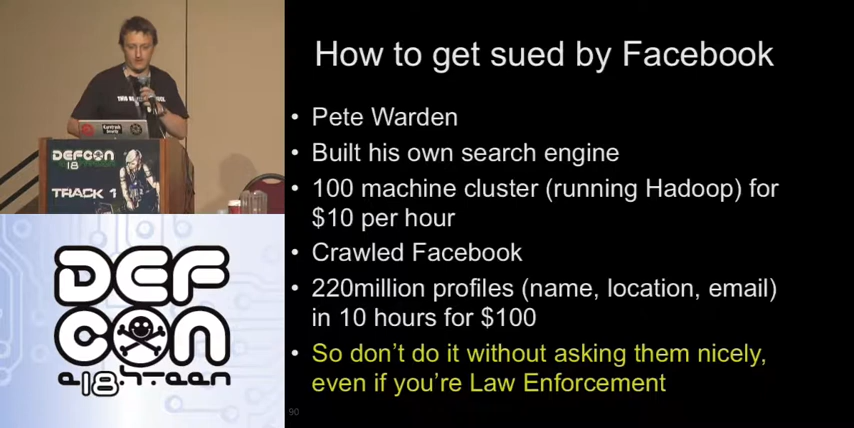 How to get sued by Facebook
• Pete Warden
• Built his own search engine
• 100 machine cluster (running Hadoop) for
$10 per hour
• Crawled Facebook
• 220million profiles (name, location, email)
in 10 hours for $100
• So don't do it without asking them nicely,
even if you're Law Enforcement
90
DEFCON
18
TRACK 1
DEF
CON
e18hteen